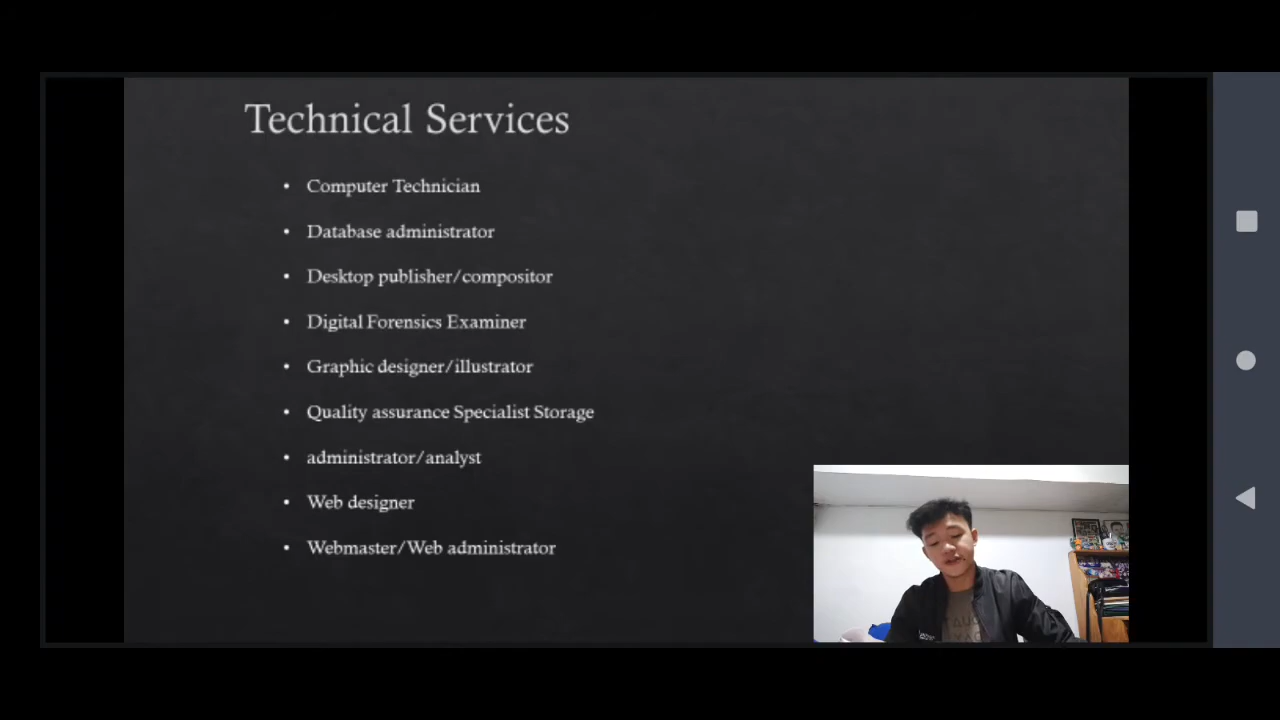 Technical Services
• Computer Technician
• Database administrator
• Desktop publisher/compositor
• Digital Forensics Examiner
• Graphic designer/illustrator
• Quality assurance Specialist Storage
• administrator/analyst
• Web designer
• Webmaster/Web administrator